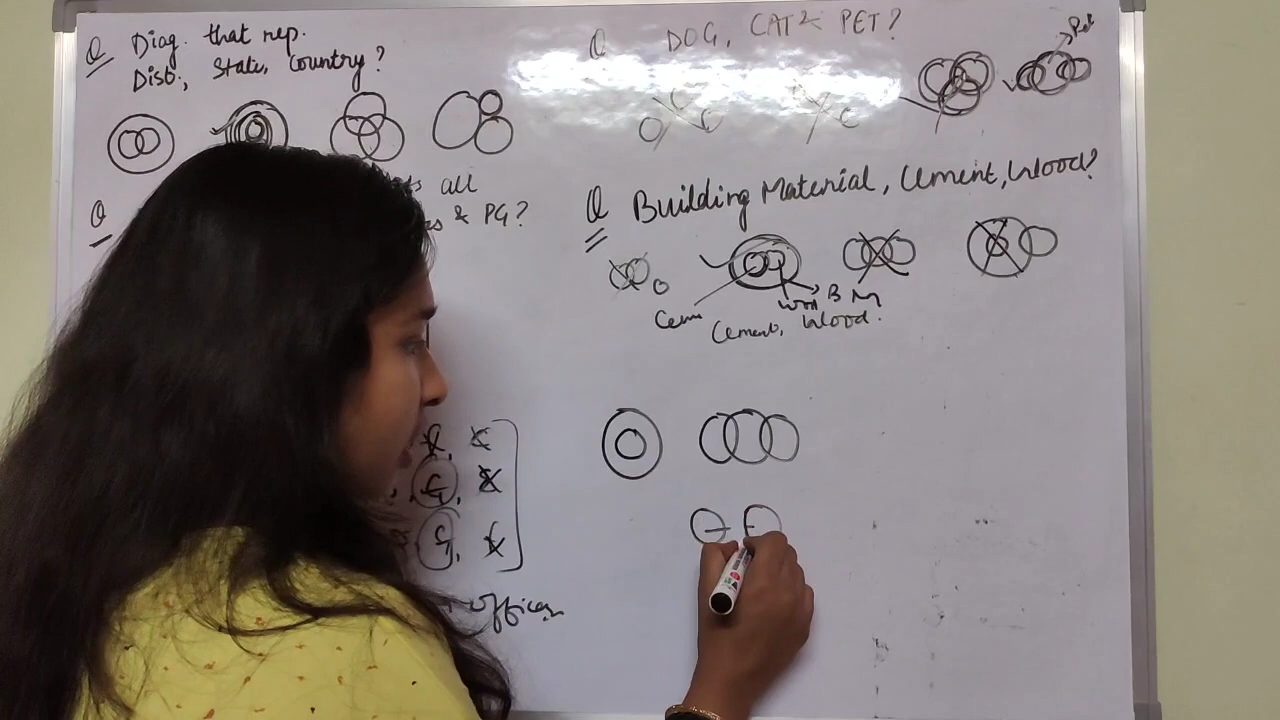 Q Diag. that rep.
Dist., State, Country?
Q
all
& PG?
Officer
Q DOG, CAT & PET?
Pet
Q Building Material, Cement, Wood?
Wood B M
Cem
Cement, Wood.